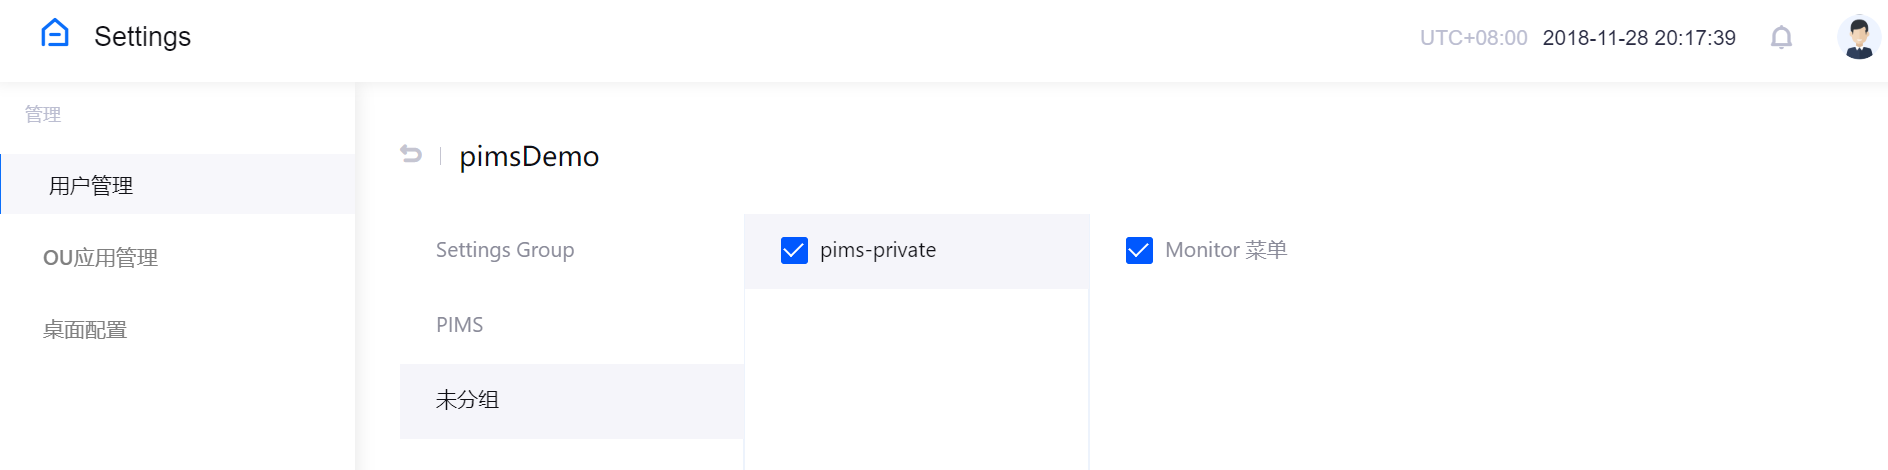 Settings
UTC+08:00 2018-11-28 20:17:39
管理
用户管理
OU应用管理
桌面配置
pimsDemo
Settings Group
PIMS
未分组
pims-private
Monitor 菜单